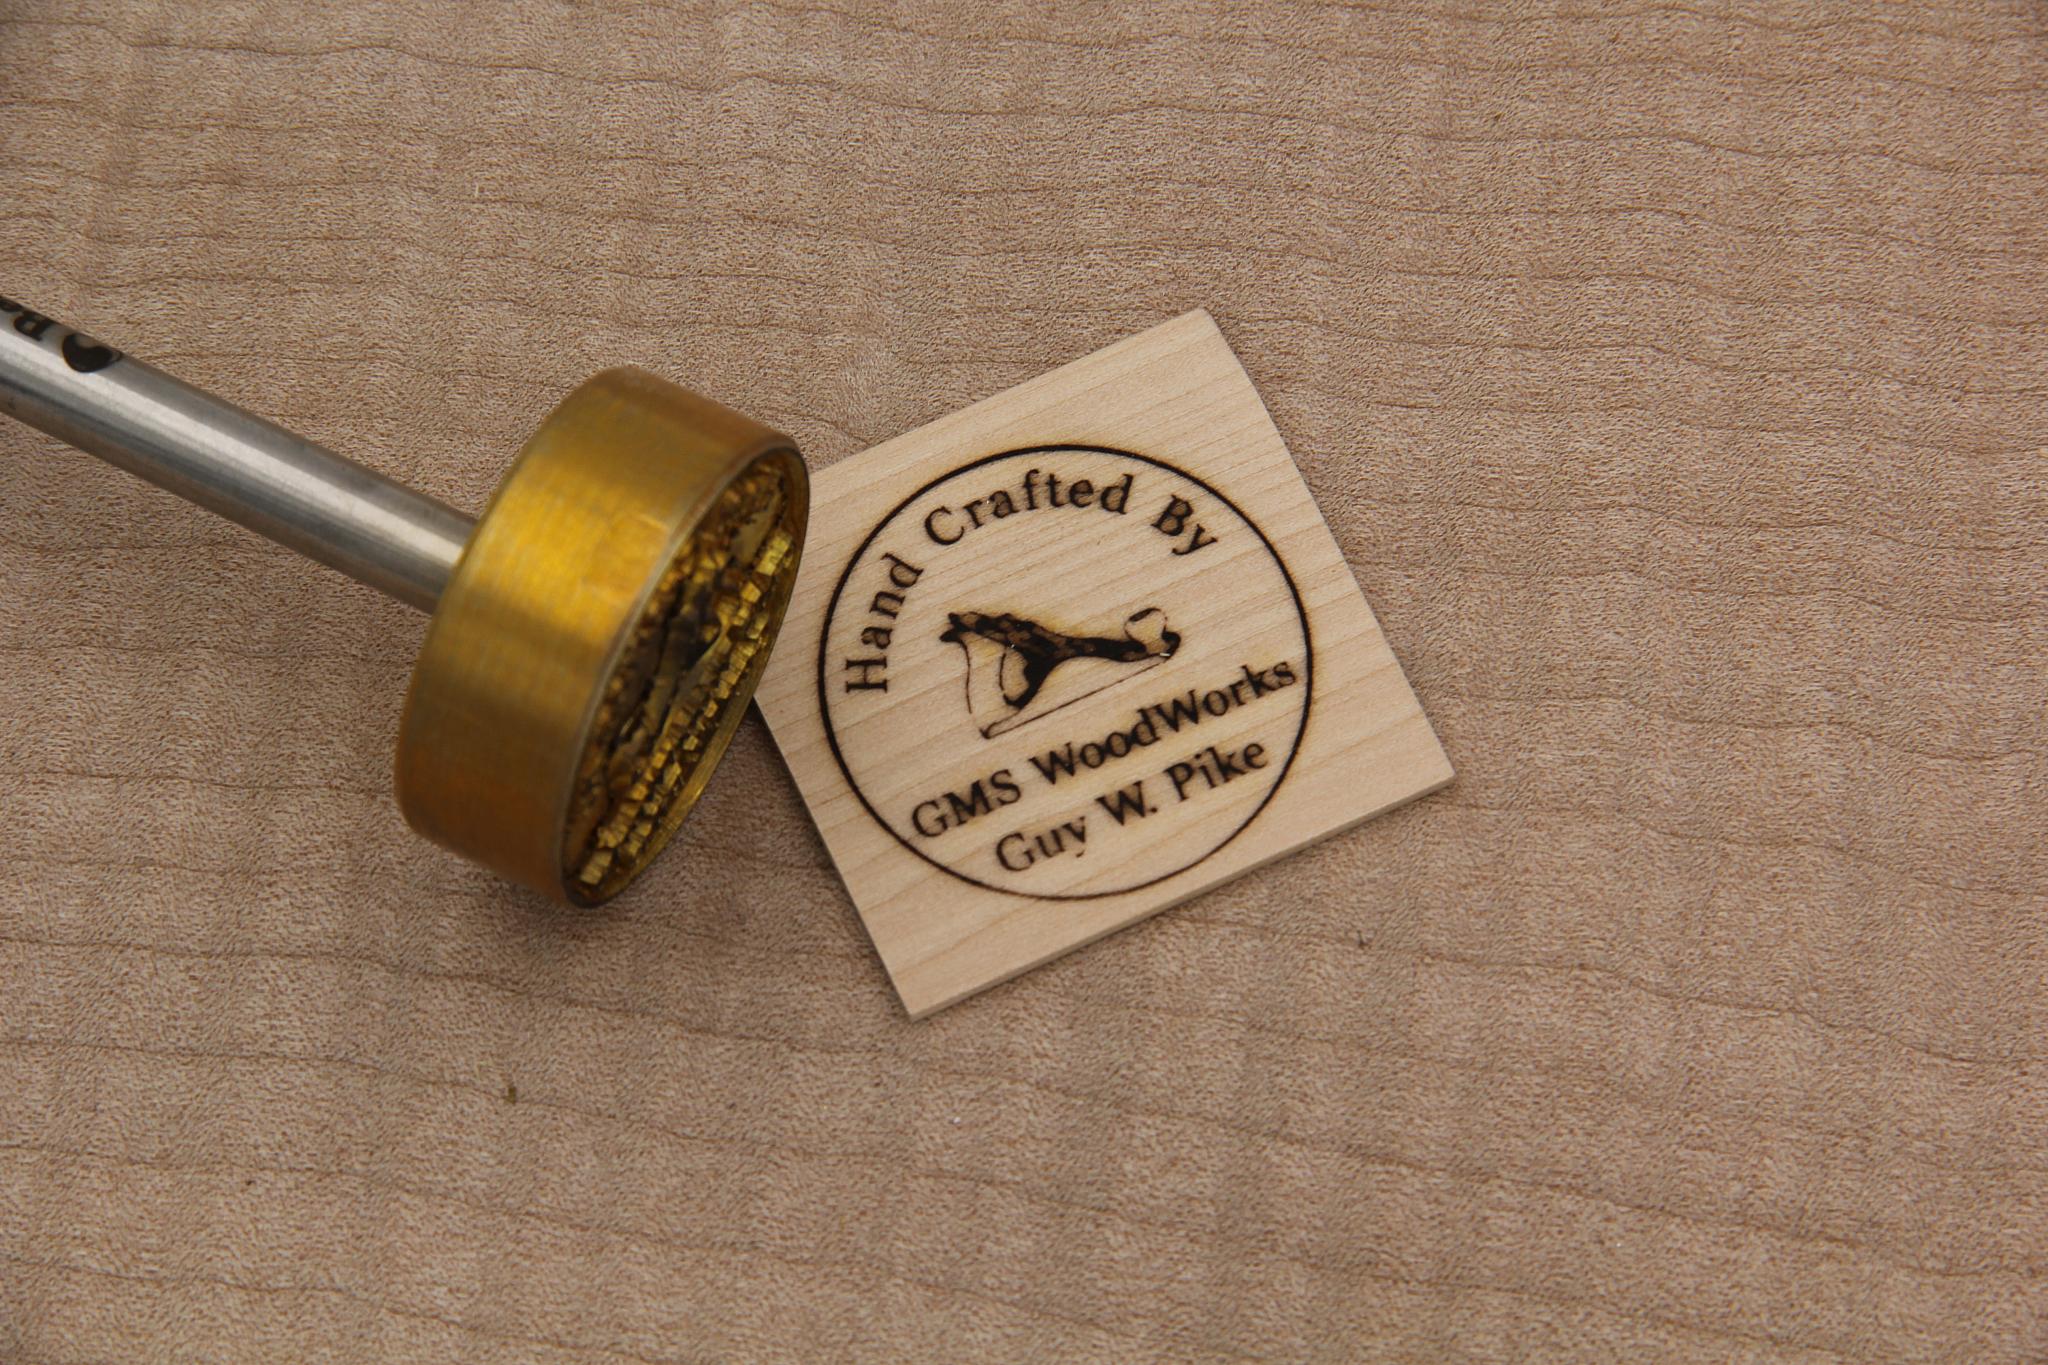 Hand Crafted By
GMS WoodWorks
Guy W. Pike